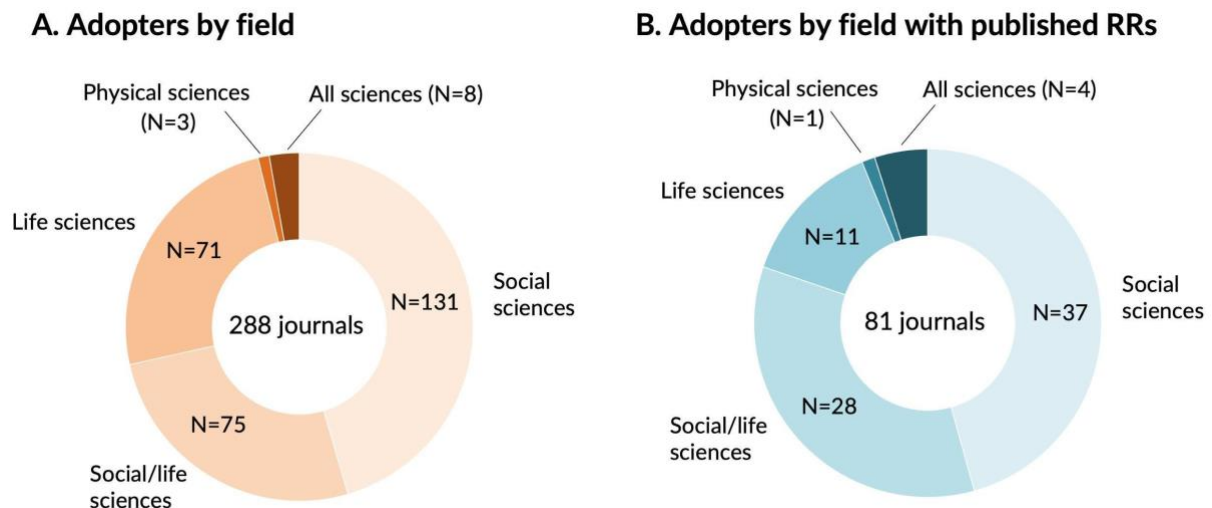 A. Adopters by field
Physical sciences
(N=3)
All sciences (N=8)
Life sciences
N=71
N=131
Social
sciences
288 journals
N=75
Social/life
sciences
B. Adopters by field with published RRs
Physical sciences
(N=1)
All sciences (N=4)
Life sciences
N=11
N=37
Social
sciences
81 journals
N=28
Social/life
sciences